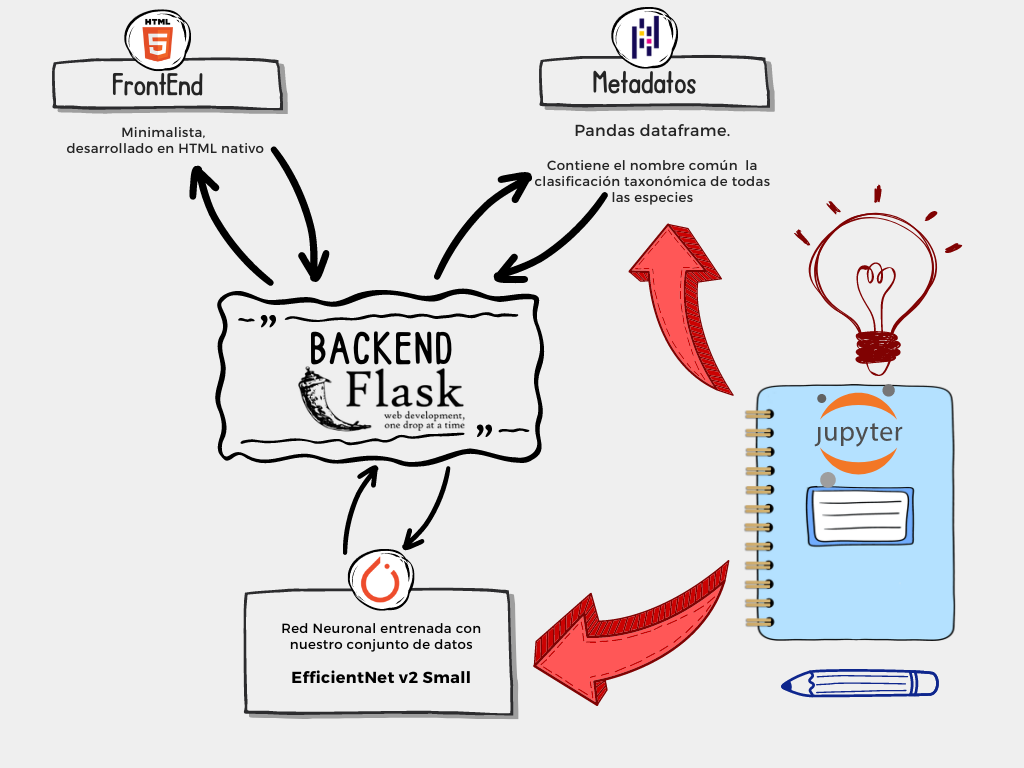 HTML
5
FrontEnd
Minimalista,
desarrollado en HTML nativo
Metadatos
Pandas dataframe.
Contiene el nombre común  la
clasificación taxonómica de todas
las especies
BACKEND
Flask
web development,
one drop at a time
jupyter
Red Neuronal entrenada con
nuestro conjunto de datos
EfficientNet v2 Small